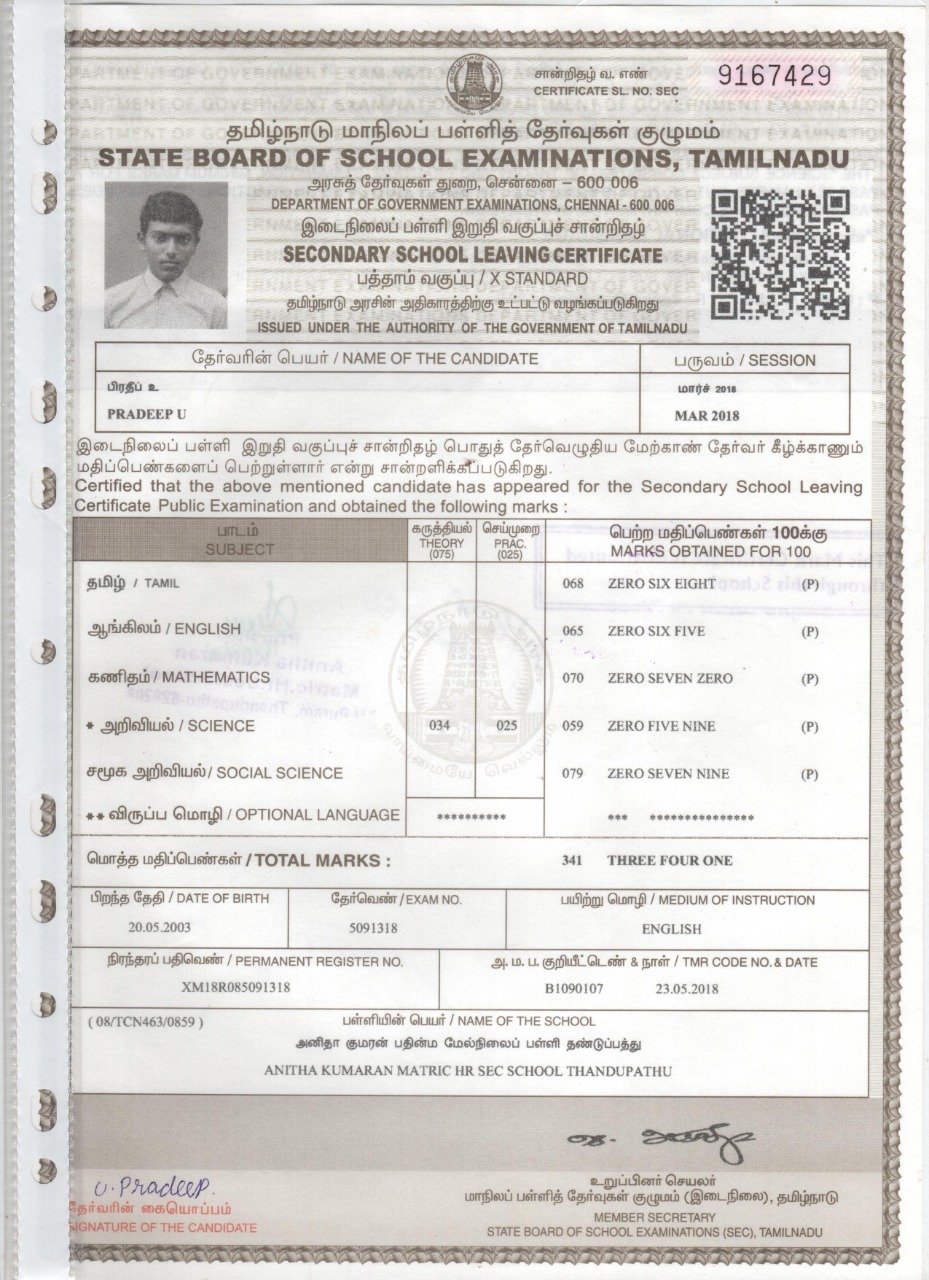 சான்றிதழ் வ. எண்
CERTIFICATE SL. NO. SEC
9167429
தமிழ்நாடு மாநிலப் பள்ளித் தேர்வுகள் குழுமம்
STATE BOARD OF SCHOOL EXAMINATIONS, TAMILNADU
அரசுத் தேர்வுகள் துறை, சென்னை – 600 006
DEPARTMENT OF GOVERNMENT EXAMINATIONS, CHENNAI - 600 006
இடைநிலைப் பள்ளி இறுதி வகுப்புச் சான்றிதழ்
SECONDARY SCHOOL LEAVING CERTIFICATE
பத்தாம் வகுப்பு / X STANDARD
தமிழ்நாடு அரசின் அதிகாரத்திற்கு உட்பட்டு வழங்கப்படுகிறது
ISSUED UNDER THE AUTHORITY OF THE GOVERNMENT OF TAMILNADU
தேர்வரின் பெயர் / NAME OF THE CANDIDATE பருவம் / SESSION
பிரதீப் உ மார்ச் 2018
PRADEEP U MAR 2018
இடைநிலைப் பள்ளி இறுதி வகுப்புச் சான்றிதழ் பொதுத் தேர்வெழுதிய மேற்காண் தேர்வர் கீழ்க்காணும்
மதிப்பெண்களைப் பெற்றுள்ளார் என்று சான்றளிக்கப்படுகிறது.
Certified that the above mentioned candidate has appeared for the Secondary School Leaving
Certificate Public Examination and obtained the following marks :
பாடம் கருத்தியல் செய்முறை பெற்ற மதிப்பெண்கள் 100க்கு
SUBJECT THEORY (075) PRAC. (025) MARKS OBTAINED FOR 100
தமிழ் / TAMIL 068 ZERO SIX EIGHT (P)
ஆங்கிலம் / ENGLISH 065 ZERO SIX FIVE (P)
கணிதம் / MATHEMATICS 070 ZERO SEVEN ZERO (P)
* அறிவியல் / SCIENCE 034 025 059 ZERO FIVE NINE (P)
சமூக அறிவியல் / SOCIAL SCIENCE 079 ZERO SEVEN NINE (P)
** விருப்ப மொழி / OPTIONAL LANGUAGE ********** *** ***************
மொத்த மதிப்பெண்கள் / TOTAL MARKS : 341 THREE FOUR ONE
பிறந்த தேதி / DATE OF BIRTH தேர்வெண் / EXAM NO. பயிற்று மொழி / MEDIUM OF INSTRUCTION
20.05.2003 5091318 ENGLISH
நிரந்தரப் பதிவெண் / PERMANENT REGISTER NO. அ. ம. ப. குறியீட்டெண் & நாள் / TMR CODE NO. & DATE
XM18R085091318 B1090107 23.05.2018
( 08/TCN463/0859 ) பள்ளியின் பெயர் / NAME OF THE SCHOOL
அனிதா குமரன் பதின்ம மேல்நிலைப் பள்ளி தண்டுப்பத்து
ANITHA KUMARAN MATRIC HR SEC SCHOOL THANDUPATHU
U. Pradeep.
தேர்வரின் கையொப்பம்
SIGNATURE OF THE CANDIDATE
உறுப்பினர் செயலர்
மாநிலப் பள்ளித் தேர்வுகள் குழுமம் (இடைநிலை), தமிழ்நாடு
MEMBER SECRETARY
STATE BOARD OF SCHOOL EXAMINATIONS (SEC), TAMILNADU